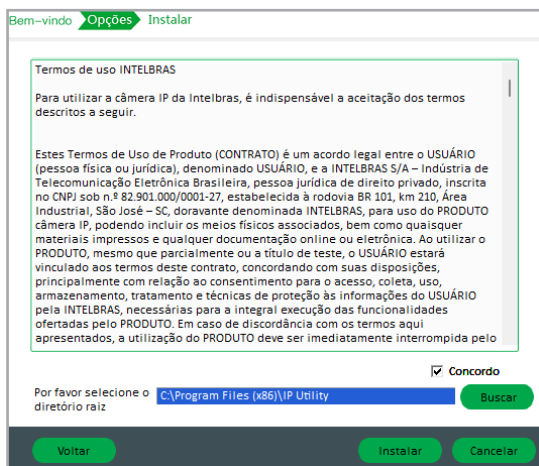 Bem-vindo Opções Instalar
Termos de uso INTELBRAS
Para utilizar a câmera IP da Intelbras, é indispensável a aceitação dos termos
descritos a seguir.
Estes Termos de Uso de Produto (CONTRATO) é um acordo legal entre o USUÁRIO
(pessoa física ou jurídica), denominado USUÁRIO, e a INTELBRAS S/A – Indústria de
Telecomunicação Eletrônica Brasileira, pessoa jurídica de direito privado, inscrita
no CNPJ sob n.º 82.901.000/0001-27, estabelecida à rodovia BR 101, km 210, Área
Industrial, São José – SC, doravante denominada INTELBRAS, para uso do PRODUTO
câmera IP, podendo incluir os meios físicos associados, bem como quaisquer
materiais impressos e qualquer documentação online ou eletrônica. Ao utilizar o
PRODUTO, mesmo que parcialmente ou a título de teste, o USUÁRIO estará
vinculado aos termos deste contrato, concordando com suas disposições,
principalmente com relação ao consentimento para o acesso, coleta, uso,
armazenamento, tratamento e técnicas de proteção às informações do USUÁRIO
pela INTELBRAS, necessárias para a integral execução das funcionalidades
ofertadas pelo PRODUTO. Em caso de discordância com os termos aqui
apresentados, a utilização do PRODUTO deve ser imediatamente interrompida pelo
Concordo
Por favor selecione o
diretório raiz
C:\Program Files (x86)\IP Utility
Buscar
Voltar
Instalar
Cancelar